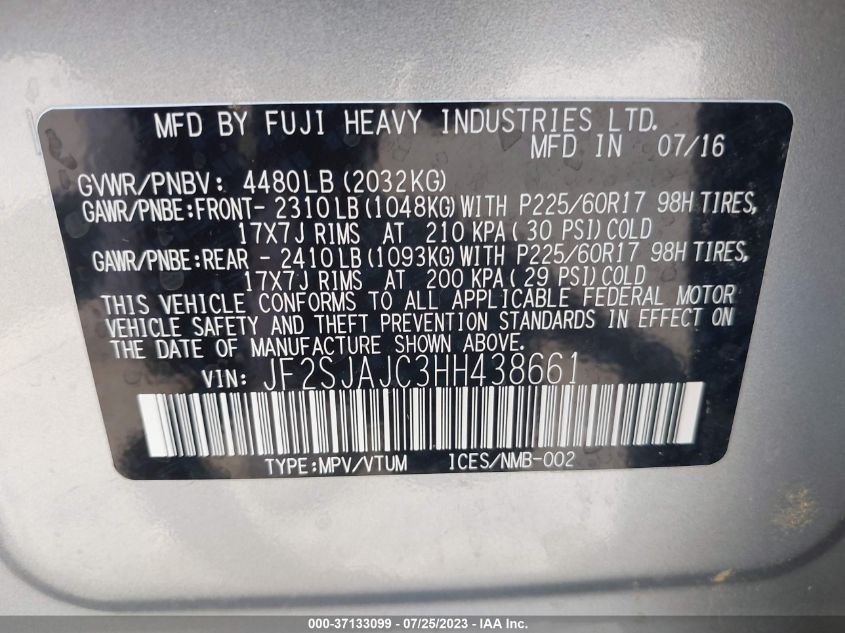 MFD BY FUJI HEAVY INDUSTRIES LTD.
MFD IN 07/16
GVWR/PNBV: 4480LB(2032KG)
GAWR/PNBE:FRONT- 2310LB(1048KG)WITH P225/60R17 98H TIRES,
17X7J RIMS AT 210 KPA(30 PSI)COLD
GAWR/PNBE:REAR - 2410LB(1093KG)WITH P225/60R17 98H TIRES,
17X7J RIMS AT 200 KPA(29 PSI)COLD
THIS VEHICLE CONFORMS TO ALL APPLICABLE FEDERAL MOTOR
VEHICLE SAFETY AND THEFT PREVENTION STANDARDS IN EFFECT ON
THE DATE OF MANUFACTURE SHOWN ABOVE.
VIN: JF2SJAJC3HH438661
TYPE:MPV/VTUM ICES/NMB-002
000-37133099 - 07/25/2023 - IAA Inc.